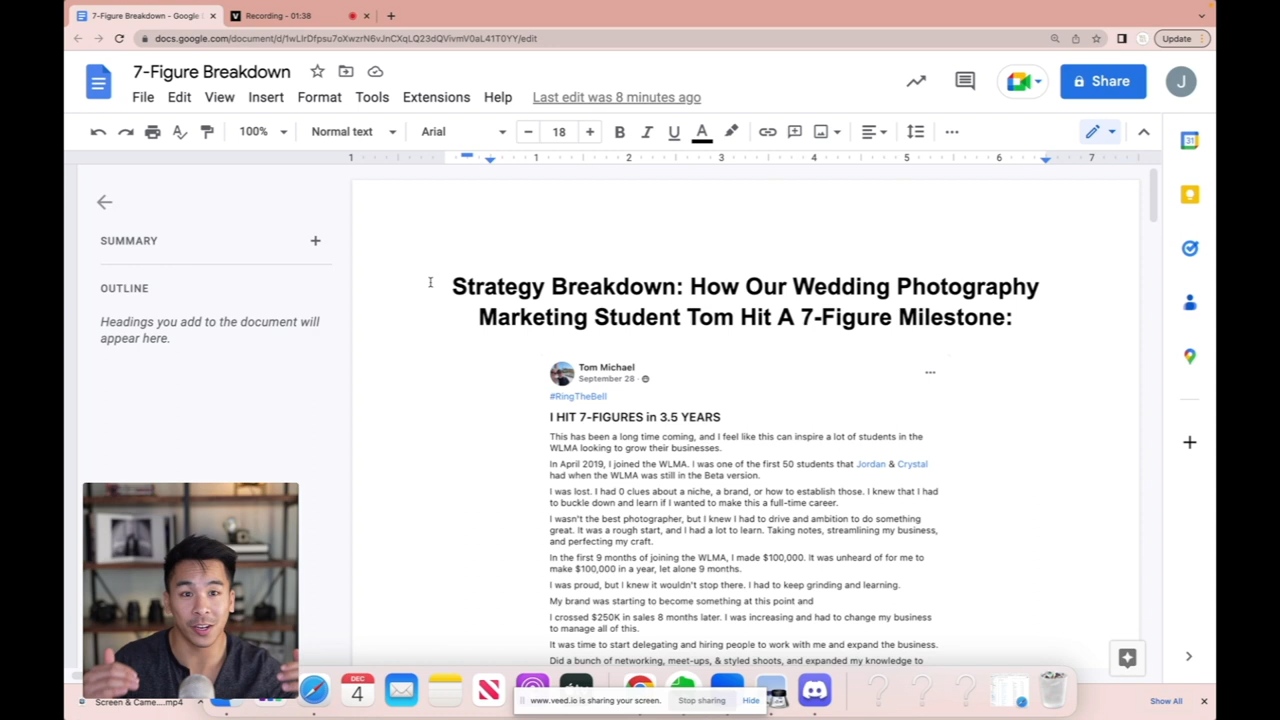 7-Figure Breakdown - Google
Recording - 01:38
docs.google.com/document/d/1wLIrDfpsu7oXwzrN6vJnCXqLQ23dQVivmV0aL41T0YY/edit
Update
7-Figure Breakdown
File Edit View Insert Format Tools Extensions Help Last edit was 8 minutes ago
Share
J
100% Normal text Arial 18 B I U A
1 1 2 3 4 5 6 7
31
SUMMARY
OUTLINE
Headings you add to the document will
appear here.
Strategy Breakdown: How Our Wedding Photography
Marketing Student Tom Hit A 7-Figure Milestone:
Tom Michael
September 28
#RingTheBell
I HIT 7-FIGURES in 3.5 YEARS
This has been a long time coming, and I feel like this can inspire a lot of students in the
WLMA looking to grow their businesses.
In April 2019, I joined the WLMA. I was one of the first 50 students that Jordan & Crystal
had when the WLMA was still in the Beta version.
I was lost. I had 0 clues about a niche, a brand, or how to establish those. I knew that I had
to buckle down and learn if I wanted to make this a full-time career.
I wasn't the best photographer, but I knew I had to drive and ambition to do something
great. It was a rough start, and I had a lot to learn. Taking notes, streamlining my business,
and perfecting my craft.
In the first 9 months of joining the WLMA, I made $100,000. It was unheard of for me to
make $100,000 in a year, let alone 9 months.
I was proud, but I knew it wouldn't stop there. I had to keep grinding and learning.
My brand was starting to become something at this point and
I crossed $250K in sales 8 months later. I was increasing and had to change my business
to manage all of this.
It was time to start delegating and hiring people to work with me and expand the business.
Did a bunch of networking, meet-ups, & styled shoots, and expanded my knowledge to
DEC
4
Screen & Came....mp4
www.veed.io is sharing your screen.
Stop sharing
Hide
Show All